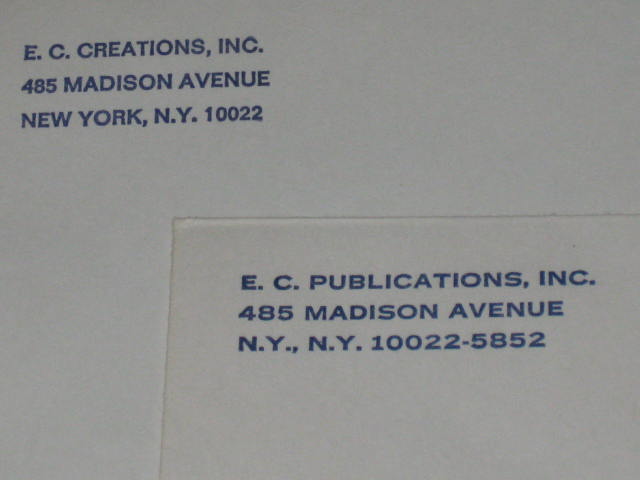 E. C. CREATIONS, INC.
485 MADISON AVENUE
NEW YORK, N.Y. 10022
E. C. PUBLICATIONS, INC.
485 MADISON AVENUE
N.Y., N.Y. 10022-5852